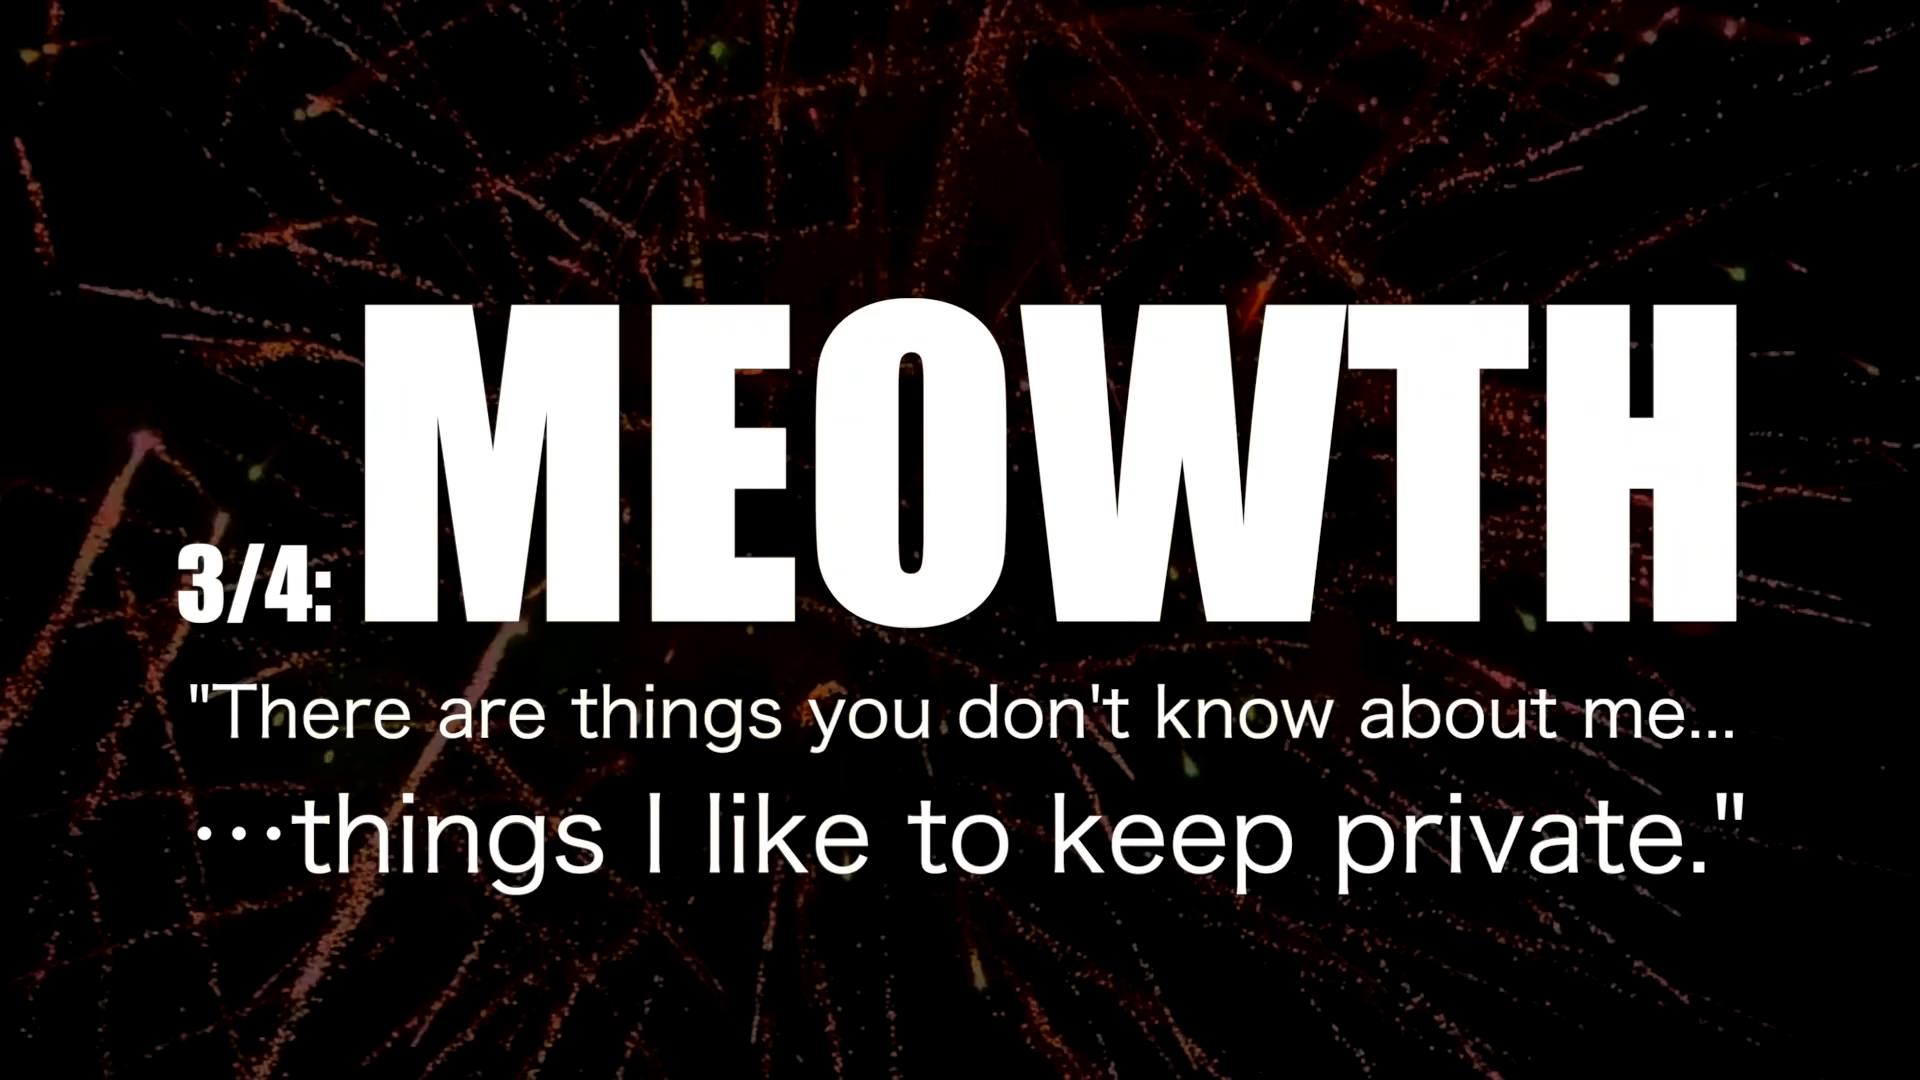 3/4: MEOWTH
"There are things you don't know about me...
…things I like to keep private."